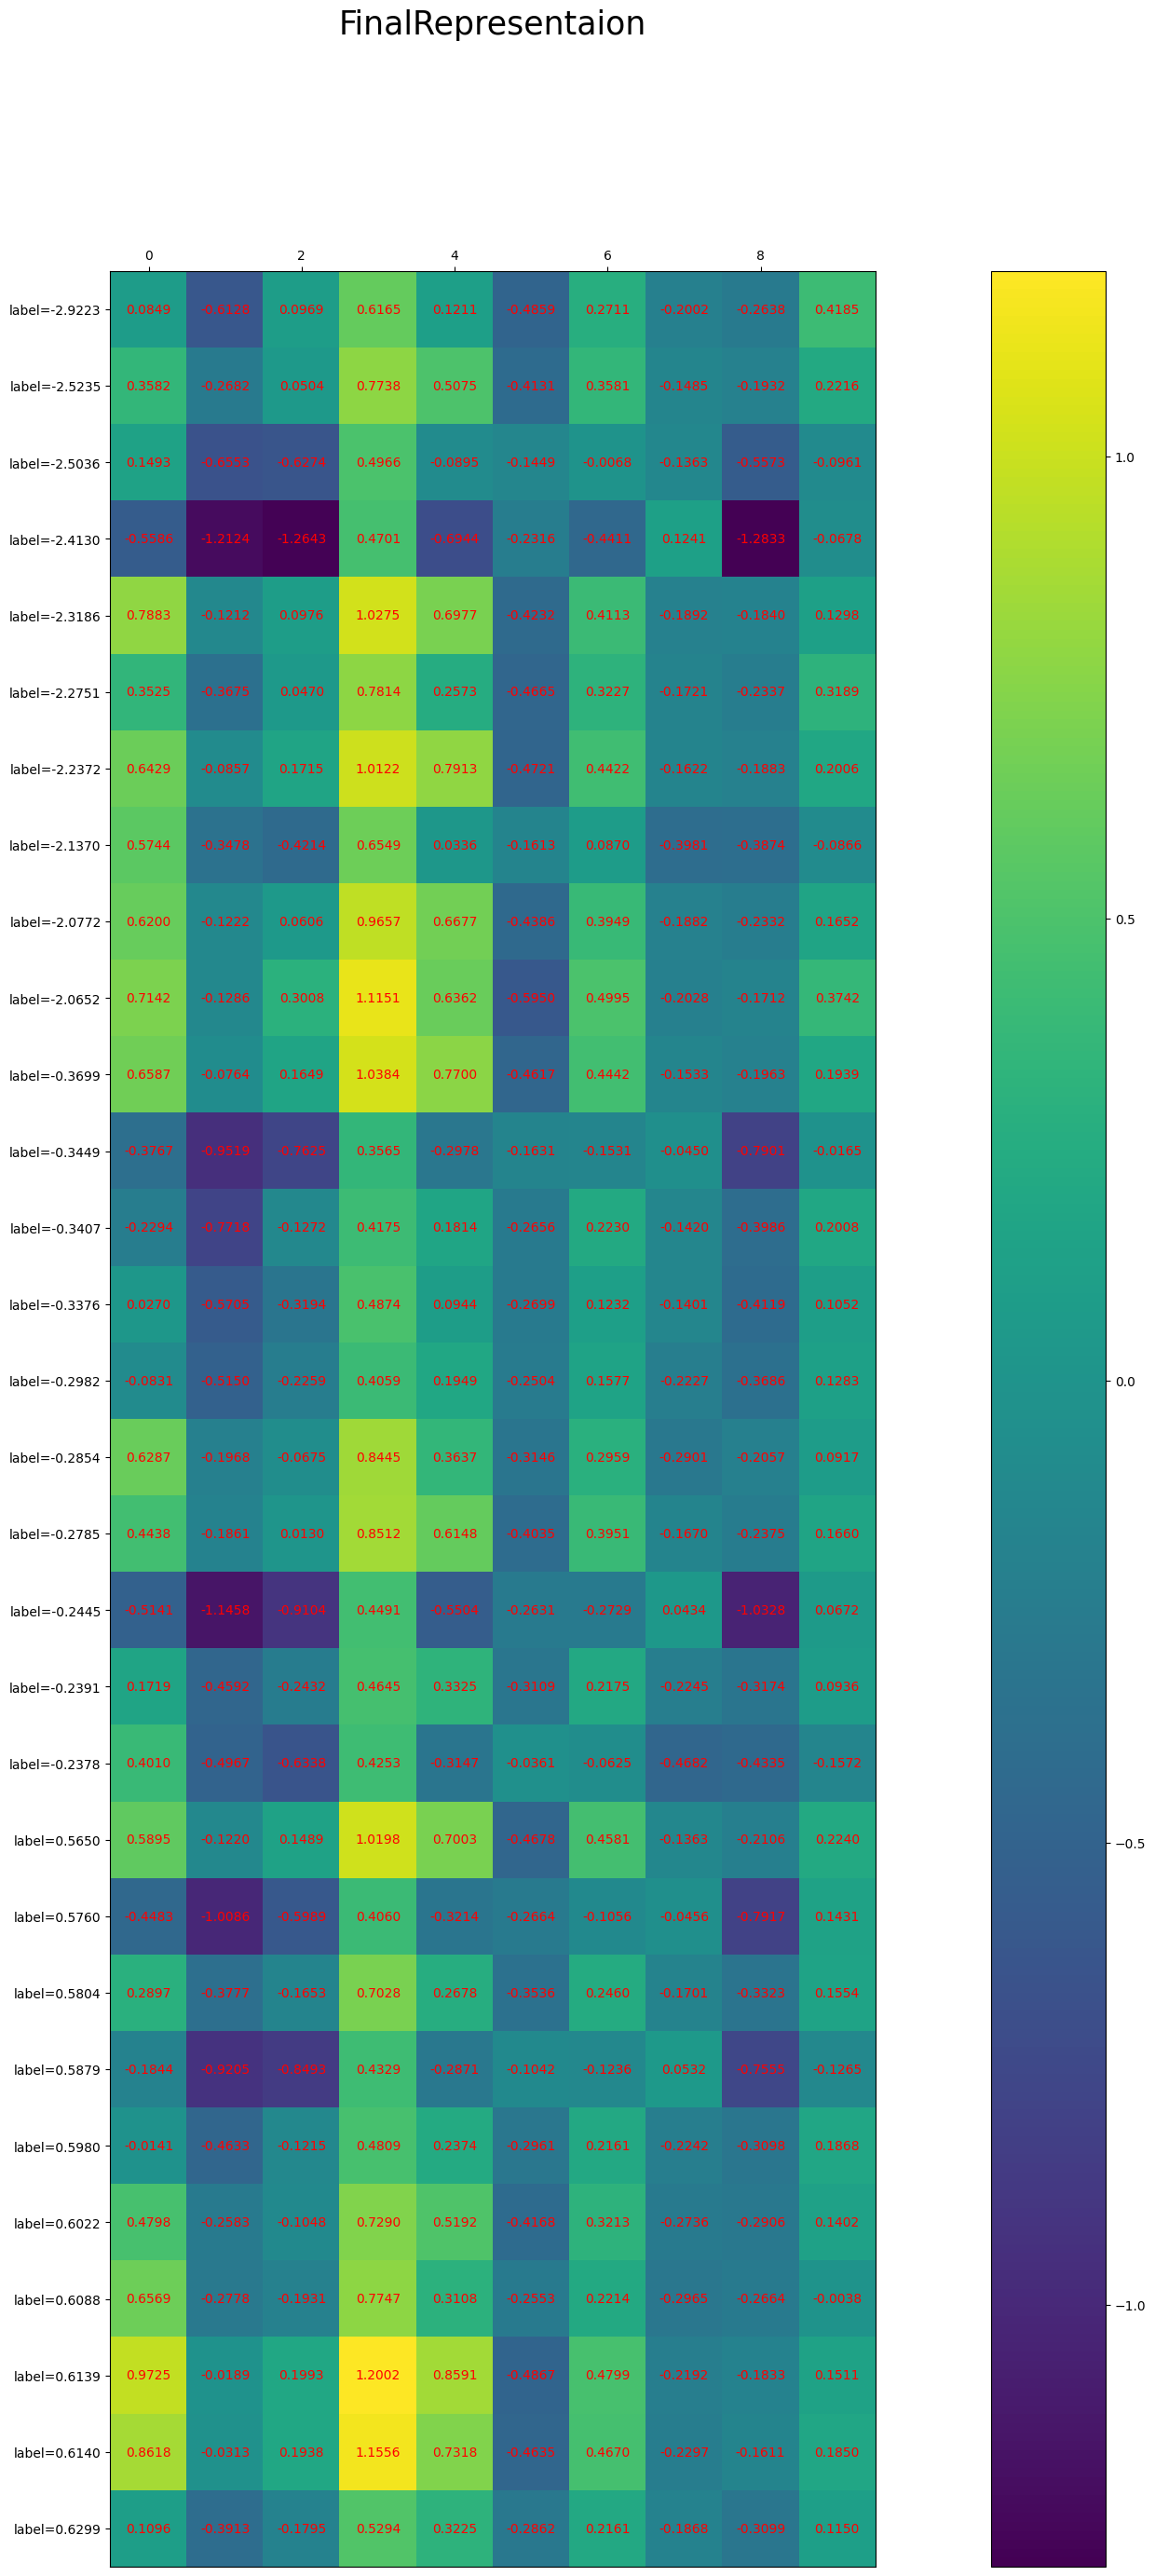 FinalRepresentaion
0 2 4 6 8
label=-2.9223 0.0849 -0.6128 0.0969 0.6165 0.1211 -0.4859 0.2711 -0.2002 -0.2638 0.4185
label=-2.5235 0.3582 -0.2682 0.0504 0.7738 0.5075 -0.4131 0.3581 -0.1485 -0.1932 0.2216
label=-2.5036 0.1493 0.4966 -0.0895 -0.1449 -0.0068 -0.1363 -0.5573 -0.0961
label=-2.4130 -0.5586 -1.2124 -1.2643 0.4701 -0.2316 -0.4411 0.1241 -1.2833 -0.0678
label=-2.3186 0.7883 -0.1212 0.0976 1.0275 0.6977 -0.4232 0.4113 -0.1892 -0.1840 0.1298
label=-2.2751 0.3525 -0.3675 0.0470 0.7814 0.2573 -0.4665 0.3227 -0.1721 -0.2337 0.3189
label=-2.2372 0.6429 -0.0857 0.1715 1.0122 0.7913 -0.4721 0.4422 -0.1622 -0.1883 0.2006
label=-2.1370 0.5744 -0.3478 -0.4214 0.6549 0.0336 -0.1613 0.0870 -0.3981 -0.3874 -0.0866
label=-2.0772 0.6200 -0.1222 0.0606 0.9657 0.6677 -0.4386 0.3949 -0.1882 -0.2332 0.1652
label=-2.0652 0.7142 -0.1286 0.3008 1.1151 0.6362 -0.5950 0.4995 -0.2028 -0.1712 0.3742
label=-0.3699 0.6587 -0.0764 0.1649 1.0384 0.7700 -0.4617 0.4442 -0.1533 -0.1963 0.1939
label=-0.3449 -0.3767 -0.9519 -0.7625 0.3565 -0.2978 -0.1631 -0.1531 -0.0450 -0.7901 -0.0165
label=-0.3407 -0.2294 -0.7718 -0.1272 0.4175 0.1814 -0.2656 0.2230 -0.1420 -0.3986 0.2008
label=-0.3376 0.0270 -0.5705 -0.3194 0.4874 0.0944 -0.2699 0.1232 -0.1401 -0.4119 0.1052
label=-0.2982 -0.0831 -0.5150 -0.2259 0.4059 0.1949 -0.2504 0.1577 -0.2227 -0.3686 0.1283
label=-0.2854 0.6287 -0.1968 -0.0675 0.8445 0.3637 -0.3146 0.2959 -0.2901 -0.2057 0.0917
label=-0.2785 0.4438 -0.1861 0.0130 0.8512 0.6148 -0.4035 0.3951 -0.1670 -0.2375 0.1660
label=-0.2445 -0.5141 -1.1458 -0.9104 0.4491 -0.5504 -0.2631 -0.2729 0.0434 -1.0328 0.0672
label=-0.2391 0.1719 -0.4592 -0.2432 0.4645 0.3325 -0.3109 0.2175 -0.2245 -0.3174 0.0936
label=-0.2378 0.4010 -0.4967 -0.6338 0.4253 -0.3147 -0.0361 -0.0625 -0.4682 -0.4335 -0.1572
label=0.5650 0.5895 -0.1220 0.1489 1.0198 0.7003 -0.4678 0.4581 -0.1363 -0.2106 0.2240
label=0.5760 -0.4483 -1.0086 -0.5989 0.4060 -0.3214 -0.2664 -0.1056 -0.0456 -0.7917 0.1431
label=0.5804 0.2897 -0.3777 -0.1653 0.7028 0.2678 -0.3536 0.2460 -0.1701 -0.3323 0.1554
label=0.5879 -0.1844 -0.9205 0.4329 -0.2871 -0.1042 -0.1236 0.0532 -0.1265
label=0.5980 -0.0141 -0.4633 -0.1215 0.4809 0.2374 -0.2961 0.2161 -0.2242 -0.3098 0.1868
label=0.6022 0.4798 -0.2583 -0.1048 0.7290 0.5192 -0.4168 0.3213 -0.2736 -0.2906 0.1402
label=0.6088 0.6569 -0.2778 -0.1931 0.7747 0.3108 -0.2553 0.2214 -0.2965 -0.2664 -0.0038
label=0.6139 0.9725 -0.0189 0.1993 1.2002 0.8591 -0.4867 0.4799 -0.2192 -0.1833 0.1511
label=0.6140 0.8618 -0.0313 0.1938 1.1556 0.7318 -0.4635 0.4670 -0.2297 -0.1611 0.1850
label=0.6299 0.1096 -0.3913 -0.1795 0.5294 0.3225 -0.2862 0.2161 -0.1868 -0.3099 0.1150
1.0
0.5
0.0
−0.5
−1.0